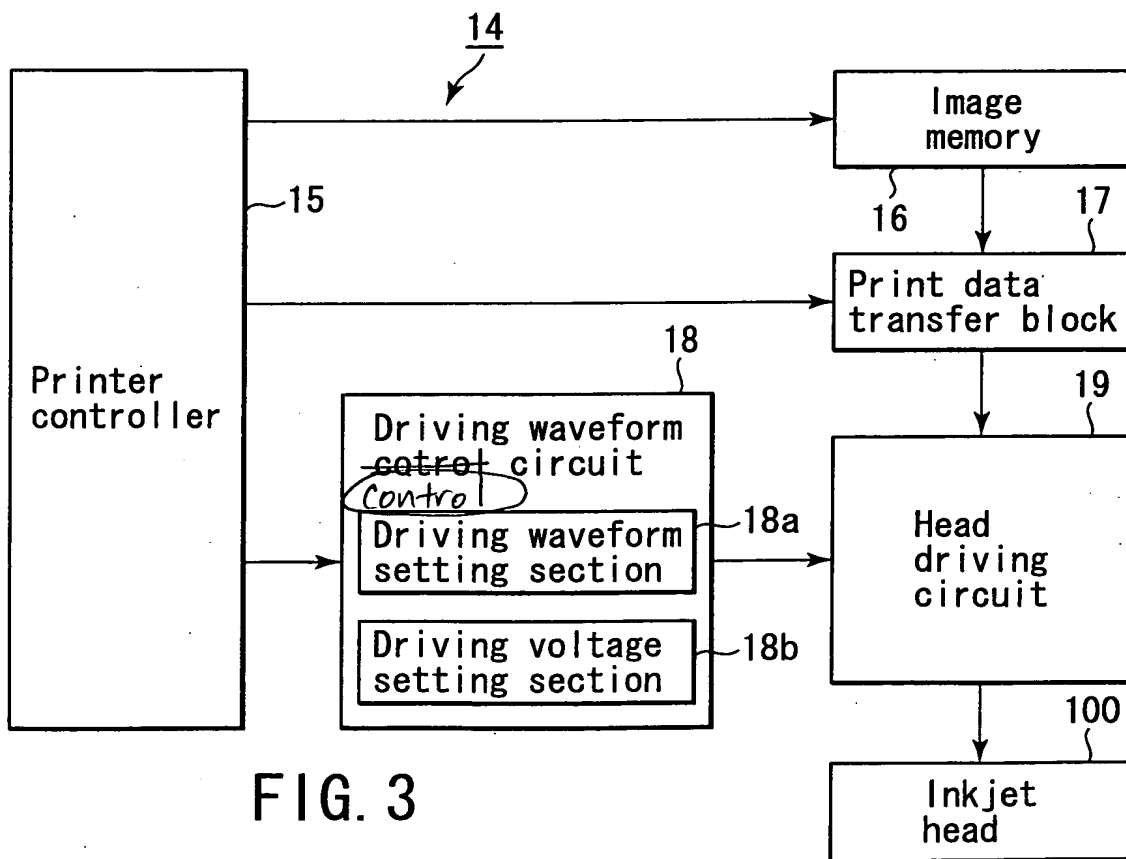 14
Image
memory
15
16
17
Print data
transfer block
18
Printer
controller
19
Driving waveform
cotrol circuit
control
Driving waveform
setting section
18a
Head
driving
circuit
Driving voltage
setting section
18b
100
Inkjet
head
FIG. 3